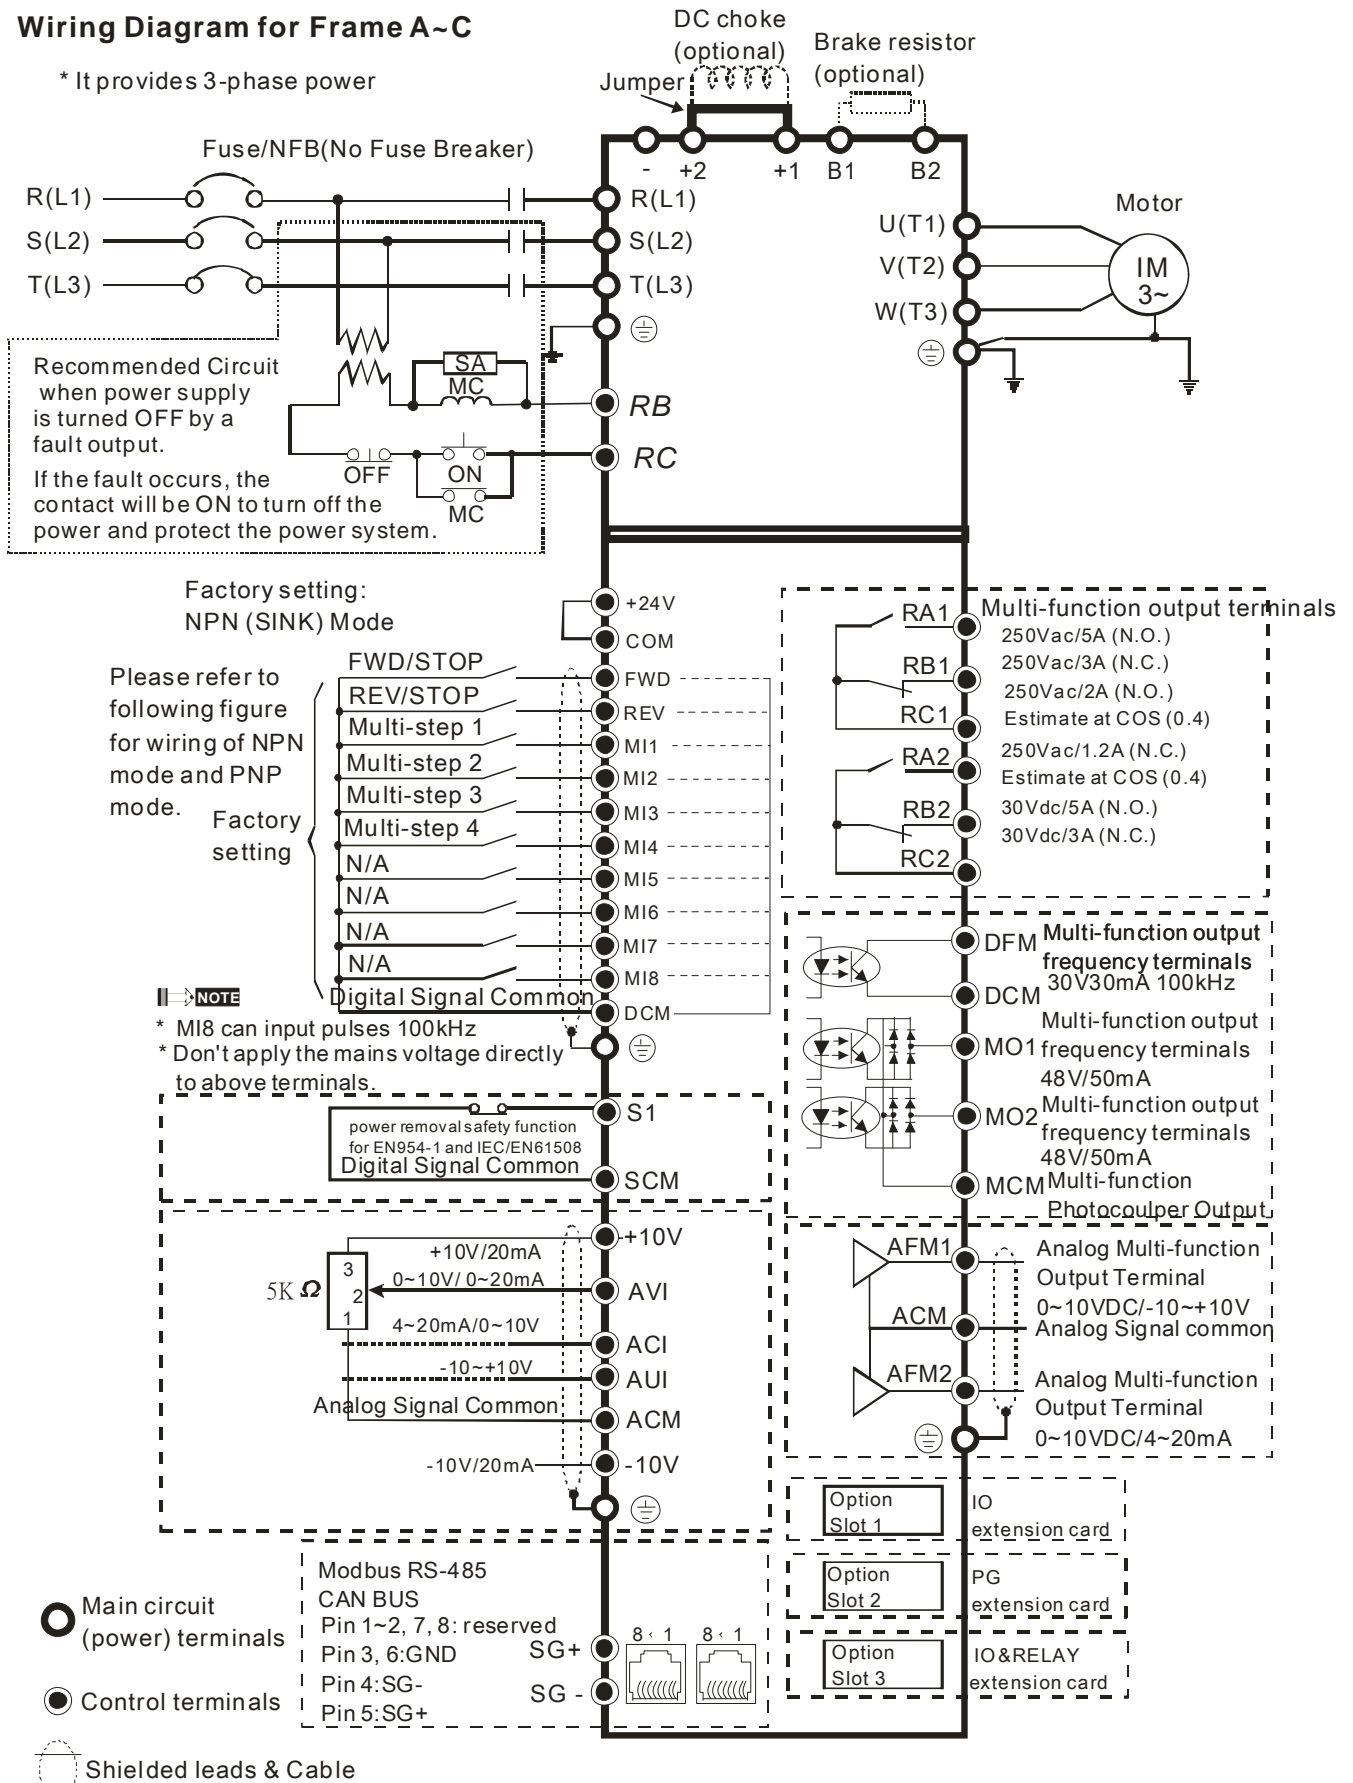 Wiring Diagram for Frame A~C
* It provides 3-phase power
DC choke
(optional)
Jumper
Brake resistor
(optional)
Fuse/NFB(No Fuse Breaker)
- +2 +1 B1 B2
R(L1)
S(L2)
T(L3)
R(L1)
S(L2)
T(L3)
U(T1)
V(T2)
W(T3)
Motor
IM
3~
Recommended Circuit
when power supply
is turned OFF by a
fault output.
If the fault occurs, the
contact will be ON to turn off the
power and protect the power system.
SA
MC
OFF
ON
MC
RB
RC
Factory setting:
NPN (SINK) Mode
Please refer to
following figure
for wiring of NPN
mode and PNP
mode.
Factory
setting
FWD/STOP
REV/STOP
Multi-step 1
Multi-step 2
Multi-step 3
Multi-step 4
N/A
N/A
N/A
N/A
Digital Signal Common
+24V
COM
FWD
REV
MI1
MI2
MI3
MI4
MI5
MI6
MI7
MI8
DCM
NOTE
* MI8 can input pulses 100kHz
* Don't apply the mains voltage directly
to above terminals.
RA1
RB1
RC1
RA2
RB2
RC2
Multi-function output terminals
250Vac/5A (N.O.)
250Vac/3A (N.C.)
250Vac/2A (N.O.)
Estimate at COS (0.4)
250Vac/1.2A (N.C.)
Estimate at COS (0.4)
30Vdc/5A (N.O.)
30Vdc/3A (N.C.)
DFM
Multi-function output
frequency terminals
30V30mA 100kHz
DCM
MO1
Multi-function output
frequency terminals
48V/50mA
MO2
Multi-function output
frequency terminals
48V/50mA
MCM
Multi-function
Photocoulper Output
power removal safety function
for EN954-1 and IEC/EN61508
Digital Signal Common
S1
SCM
5K Ω
3
2
1
+10V/20mA
0~10V/ 0~20mA
4~20mA/0~10V
-10~+10V
Analog Signal Common
-10V/20mA
+10V
AVI
ACI
AUI
ACM
-10V
AFM1
Analog Multi-function
Output Terminal
0~10VDC/-10~+10V
ACM
Analog Signal common
AFM2
Analog Multi-function
Output Terminal
0~10VDC/4~20mA
Option
Slot 1
IO
extension card
Option
Slot 2
PG
extension card
Option
Slot 3
IO&RELAY
extension card
Modbus RS-485
CAN BUS
Pin 1~2, 7, 8: reserved
Pin 3, 6:GND
Pin 4:SG-
Pin 5:SG+
SG+
SG -
8 ‹ 1
8 ‹ 1
Main circuit
(power) terminals
Control terminals
Shielded leads & Cable